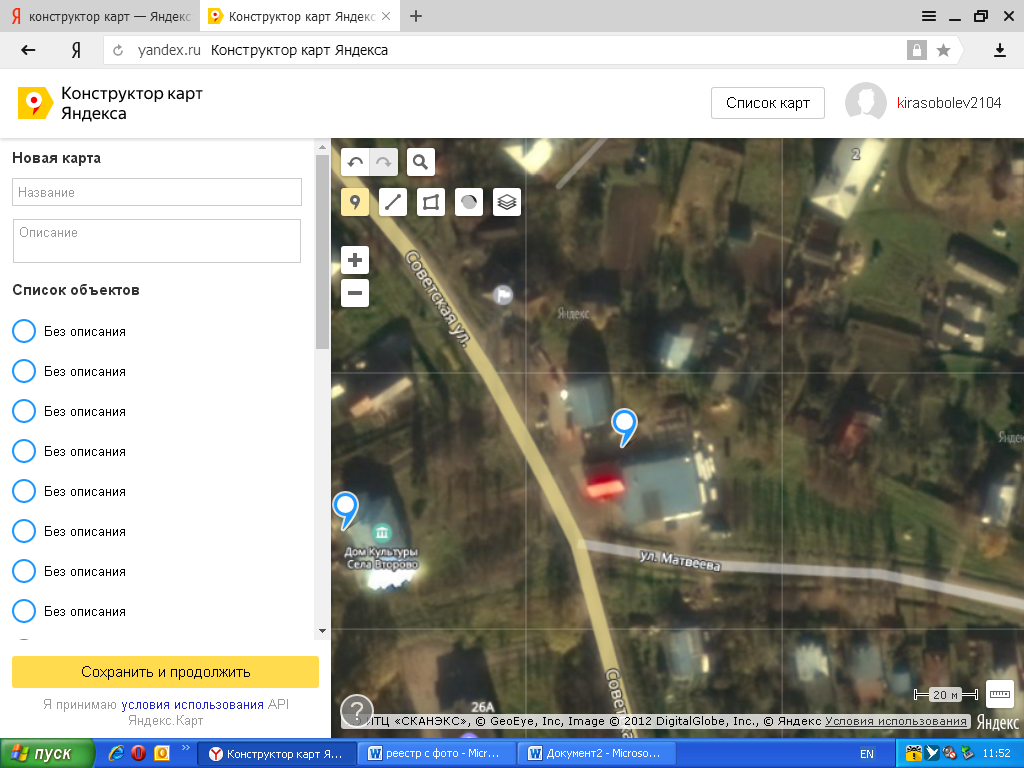 конструктор карт — Яндекс
Конструктор карт Яндекс
yandex.ru Конструктор карт Яндекса
Конструктор карт
Яндекса
Список карт
kirasobolev2104
Новая карта
Название
Описание
Список объектов
Без описания
Без описания
Без описания
Без описания
Без описания
Без описания
Без описания
Без описания
Сохранить и продолжить
Я принимаю условия использования API
Яндекс.Карт
2
Советская ул.
Яндекс
Яндек
Дом Культуры
Села Второво
ул. Матвеева
Совет
26А
20 м
?
ИТЦ «СКАНЭКС», © GeoEye, Inc, Image © 2012 DigitalGlobe, Inc., © Яндекс Условия использования
Яндекс
пуск
Конструктор карт Я...
реестр с фото - Micr...
Документ2 - Microso...
EN
11:52